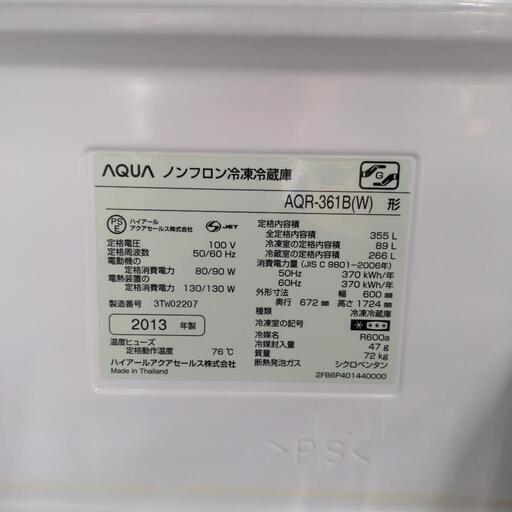 AQUA ノンフロン冷凍冷蔵庫
G
AQR-361B(W) 形
PSE ハイアール
アクアセールス株式会社
S JET
定格電圧 100 V
定格周波数 50/60 Hz
電動機の
定格消費電力 80/90 W
電熱装置の
定格消費電力 130/130 W
製造番号 3TW02207
2013 年製
温度ヒューズ
定格動作温度 76℃
ハイアールアクアセールス株式会社
Made in Thailand
定格内容積
全定格内容積 355 L
冷凍室の定格内容積 89 L
冷蔵室の定格内容積 266 L
消費電力量 (JIS C 9801-2006年)
50Hz 370 kWh/年
60Hz 370 kWh/年
外形寸法 幅 600 mm
奥行 672 mm 高さ 1724 mm
種類 冷凍冷蔵庫
冷凍室の記号
冷媒名 R600a
冷媒封入量 47 g
質量 72 kg
断熱発泡ガス シクロペンタン
2FB6P401440000
>PS<